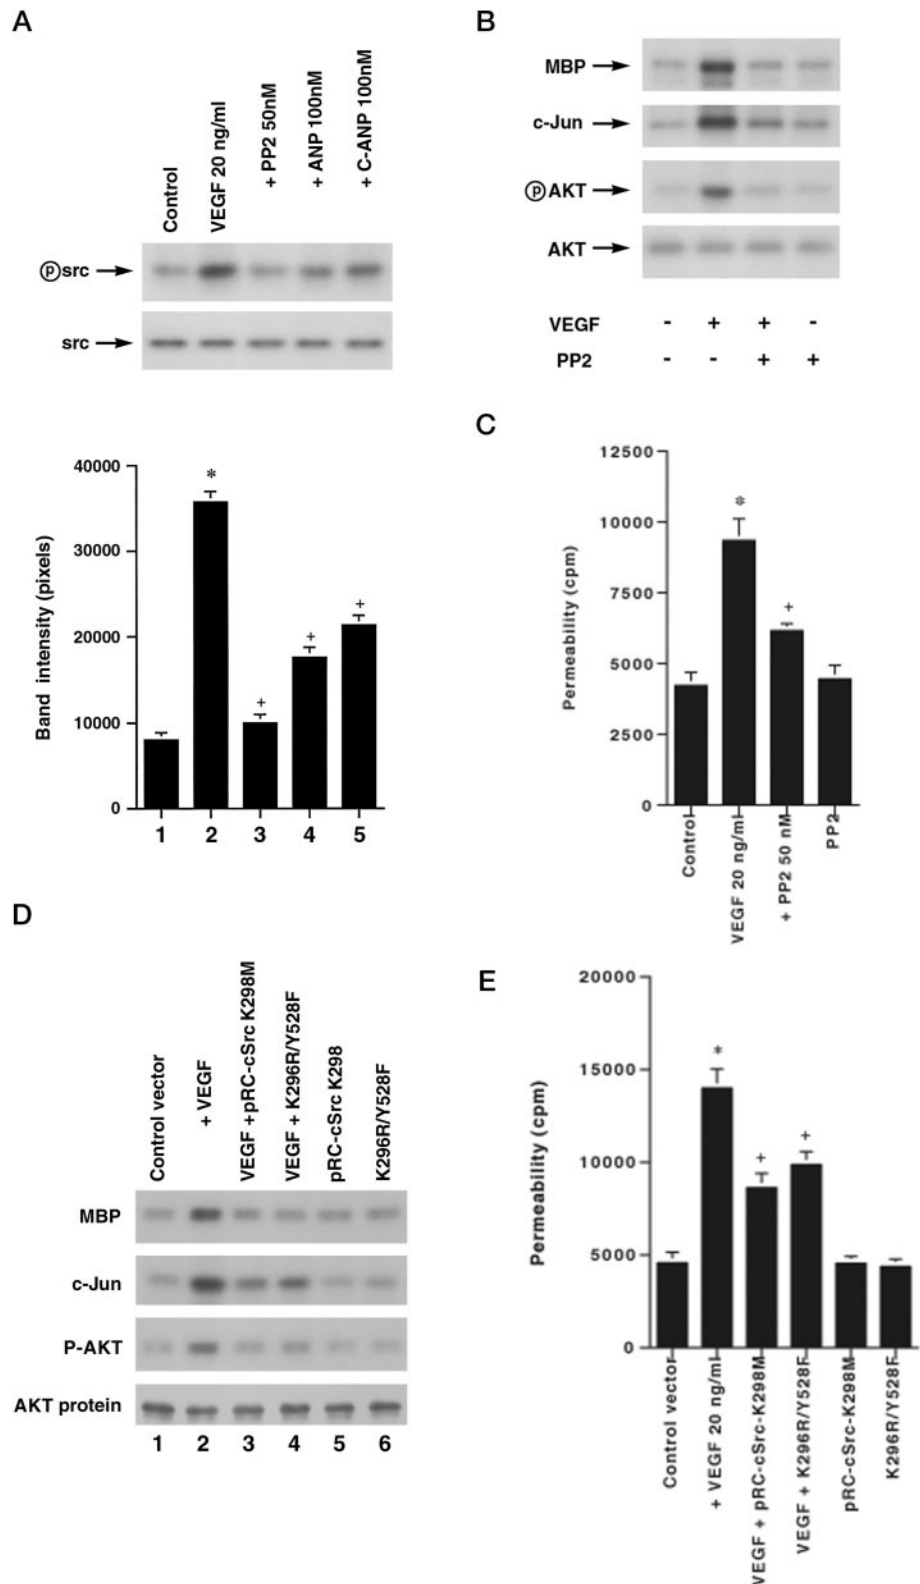 A
Control
VEGF 20 ng/ml
+ PP2 50nM
+ ANP 100nM
+ C-ANP 100nM
Ⓟsrc
src
Band intensity (pixels)
40000
30000
20000
10000
0
*
+
+
+
1 2 3 4 5
B
MBP
c-Jun
ⓅAKT
AKT
VEGF - + + -
PP2 - - + +
C
Permeability (cpm)
12500
10000
7500
5000
2500
0
*
+
Control
VEGF 20 ng/ml
+ PP2 50 nM
PP2
D
Control vector
+ VEGF
VEGF +pRC-cSrc K298M
VEGF + K296R/Y528F
pRC-cSrc K298
K296R/Y528F
MBP
c-Jun
P-AKT
AKT protein
1 2 3 4 5 6
E
Permeability (cpm)
20000
15000
10000
5000
0
*
+
+
Control vector
+ VEGF 20 ng/ml
VEGF + pRC-cSrc-K298M
VEGF + K296R/Y528F
pRC-cSrc-K298M
K296R/Y528F